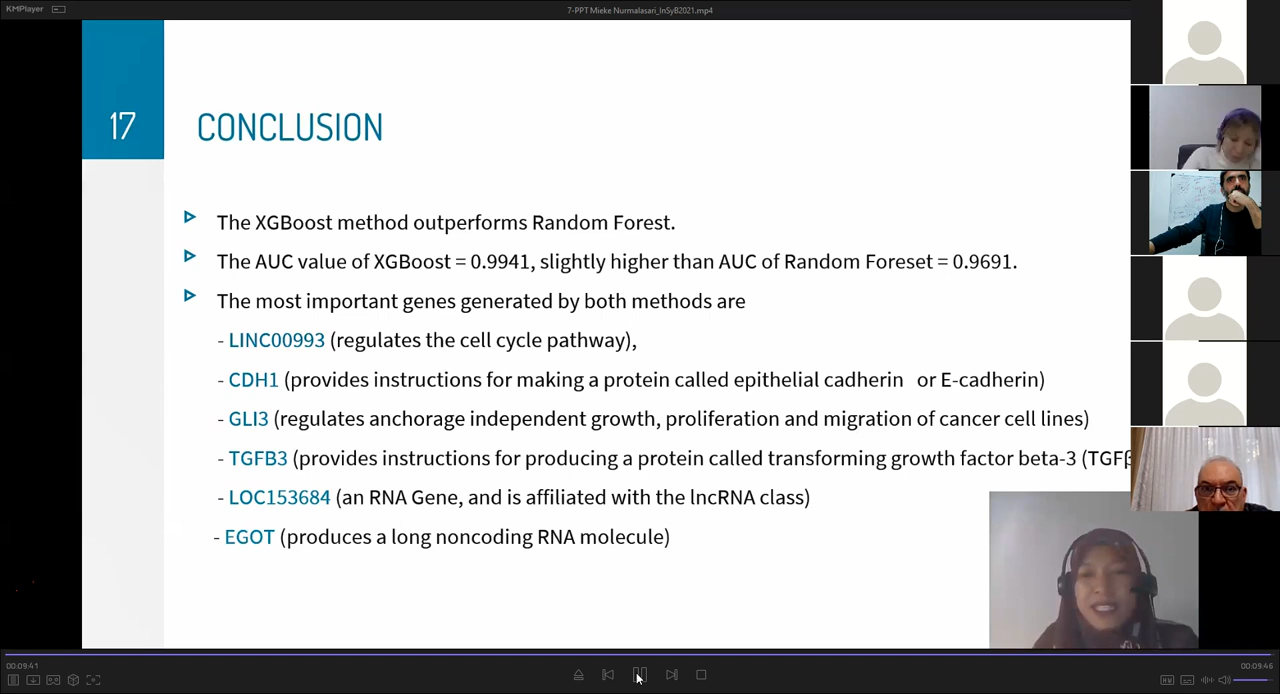 KMPlayer
7-PPT Mieke Nurmalasari_InSyB2021.mp4
17
CONCLUSION
The XGBoost method outperforms Random Forest.
The AUC value of XGBoost = 0.9941, slightly higher than AUC of Random Foreset = 0.9691.
The most important genes generated by both methods are
- LINC00993 (regulates the cell cycle pathway),
- CDH1 (provides instructions for making a protein called epithelial cadherin or E-cadherin)
- GLI3 (regulates anchorage independent growth, proliferation and migration of cancer cell lines)
- TGFB3 (provides instructions for producing a protein called transforming growth factor beta-3 (TGFβ
- LOC153684 (an RNA Gene, and is affiliated with the lncRNA class)
- EGOT (produces a long noncoding RNA molecule)
00:09:41
00:09:46